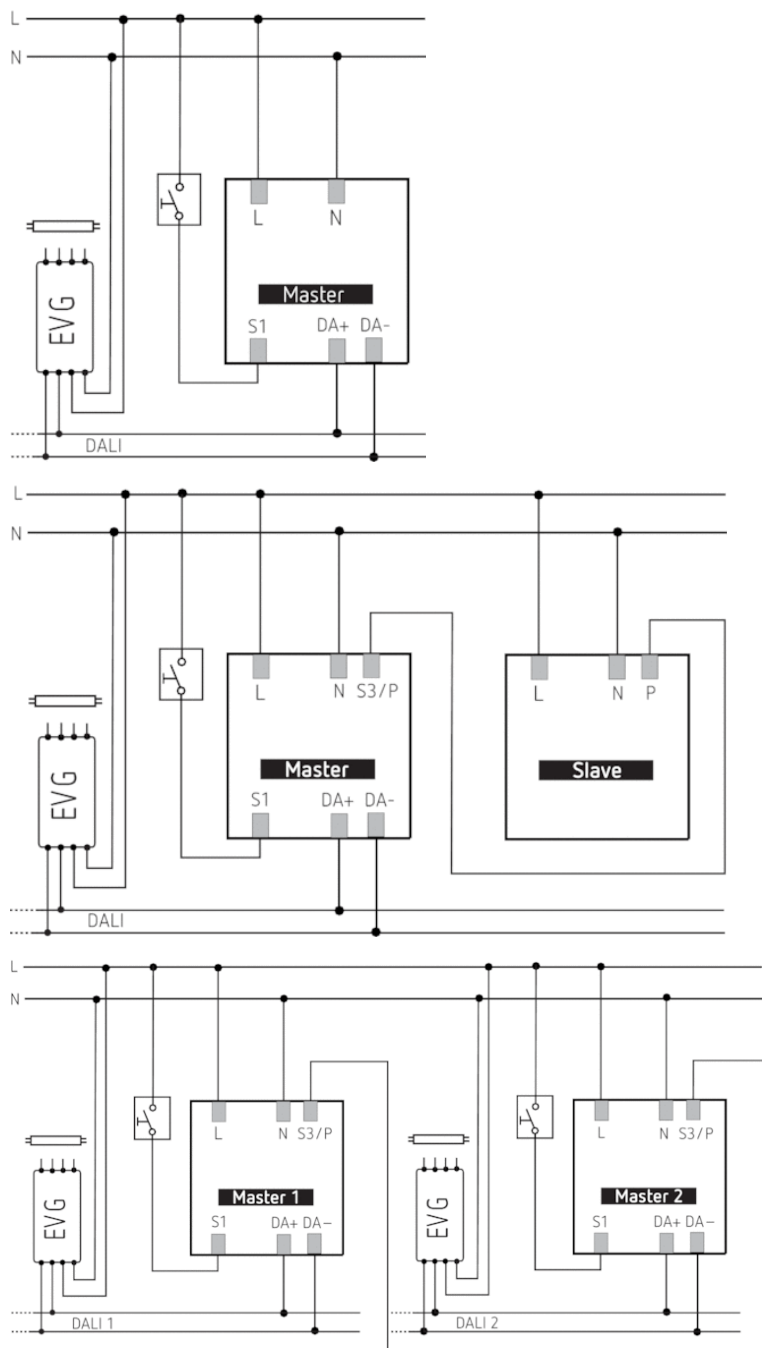 L
N
L N
Master
EVG
S1 DA+ DA-
DALI
L
N
L N S3/P L N P
Master Slave
EVG
S1 DA+ DA-
DALI
L
N
L N S3/P L N S3/P
Master 1 Master 2
EVG EVG
S1 DA+ DA- S1 DA+ DA-
DALI 1 DALI 2